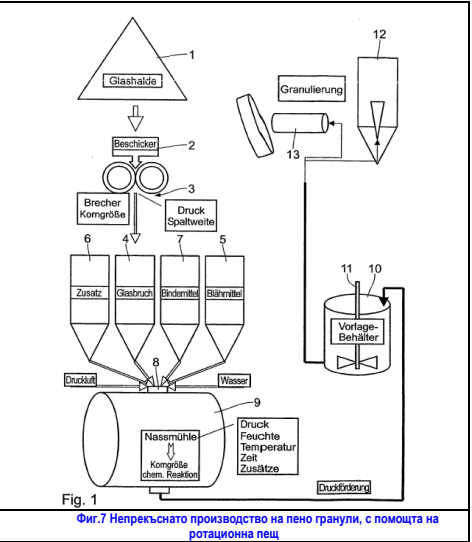 1
Glashalde
Beschicker
2
3
Brecher
Korngröße
Druck
Spaltweite
6
4
7
5
Zusatz
Glasbruch
Bindemittel
Blähmittel
Druckluft
8
Wasser
9
Nassmühle
Korngröße
chem. Reaktion
Druck
Feuchte
Temperatur
Zeit
Zusätze
12
Granulierung
13
11
10
Vorlage-
Behälter
Druckförderung
Fig. 1
Фиг.7 Непрекъснато производство на пено гранули, с помощта на
ротационна пещ